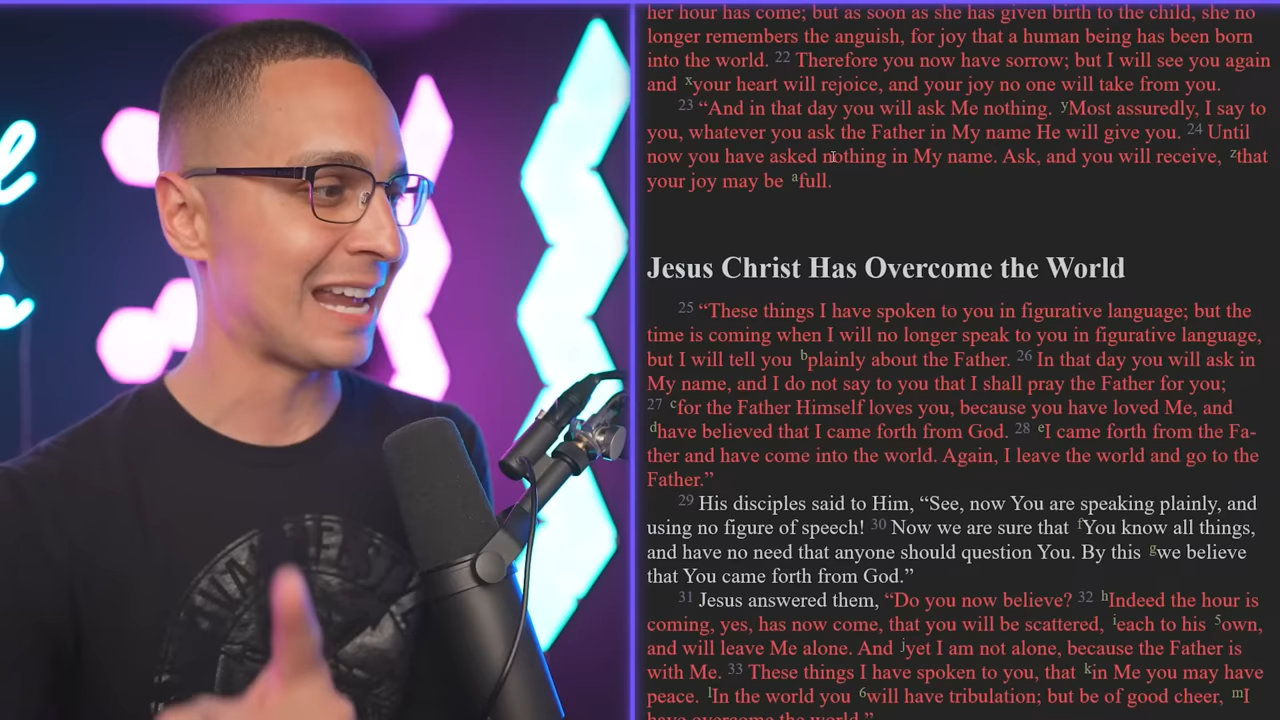 her hour has come; but as soon as she has given birth to the child, she no
longer remembers the anguish, for joy that a human being has been born
into the world. 22 Therefore you now have sorrow; but I will see you again
and xyour heart will rejoice, and your joy no one will take from you.
23 “And in that day you will ask Me nothing. yMost assuredly, I say to
you, whatever you ask the Father in My name He will give you. 24 Until
now you have asked nothing in My name. Ask, and you will receive, zthat
your joy may be afull.
Jesus Christ Has Overcome the World
25 “These things I have spoken to you in figurative language; but the
time is coming when I will no longer speak to you in figurative language,
but I will tell you bplainly about the Father. 26 In that day you will ask in
My name, and I do not say to you that I shall pray the Father for you;
27 cfor the Father Himself loves you, because you have loved Me, and
dhave believed that I came forth from God. 28 eI came forth from the Fa-
ther and have come into the world. Again, I leave the world and go to the
Father.”
29 His disciples said to Him, “See, now You are speaking plainly, and
using no figure of speech! 30 Now we are sure that fYou know all things,
and have no need that anyone should question You. By this gwe believe
that You came forth from God.”
31 Jesus answered them, “Do you now believe? 32 hIndeed the hour is
coming, yes, has now come, that you will be scattered, ieach to his 5own,
and will leave Me alone. And jyet I am not alone, because the Father is
with Me. 33 These things I have spoken to you, that kin Me you may have
peace. lIn the world you 6will have tribulation; but be of good cheer, mI
have overcome the world.”